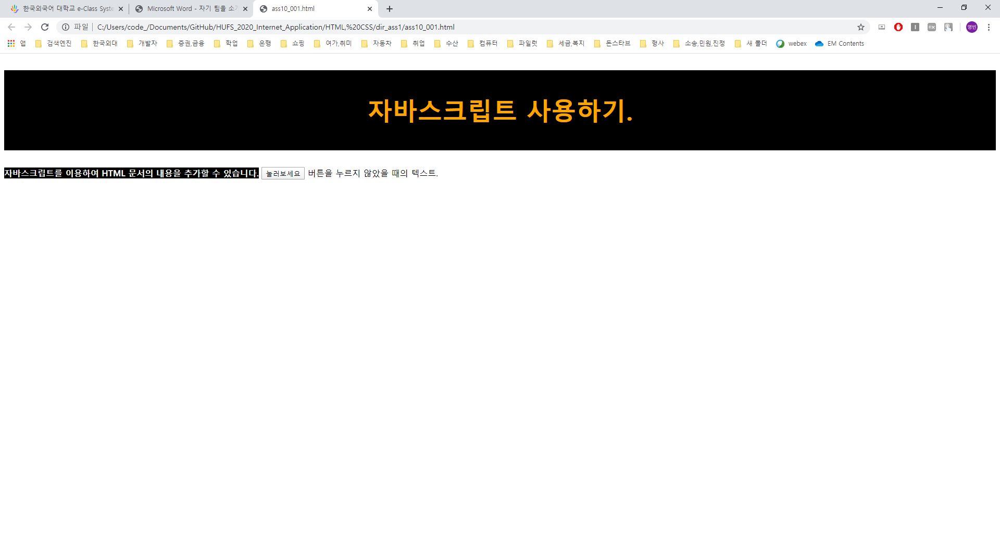 한국외국어 대학교 e-Class Syste
Microsoft Word - 자기 팀을 소개
ass10_001.html
파일 C:/Users/code_/Documents/GitHub/HUFS_2020_Internet_Application/HTML,%20CSS/dir_ass1/ass10_001.html
영빈
앱 검색엔진 한국외대 개발자 증권,금융 학업 은행 쇼핑 여가,취미 자동차 취업 수산 컴퓨터 파일럿 세금,복지 돈스타브 형사 소송,민원,진정 새 폴더 webex EM Contents
자바스크립트 사용하기.
자바스크립트를 이용하여 HTML 문서의 내용을 추가할 수 있습니다. 눌러보세요 버튼을 누르지 않았을 때의 텍스트.